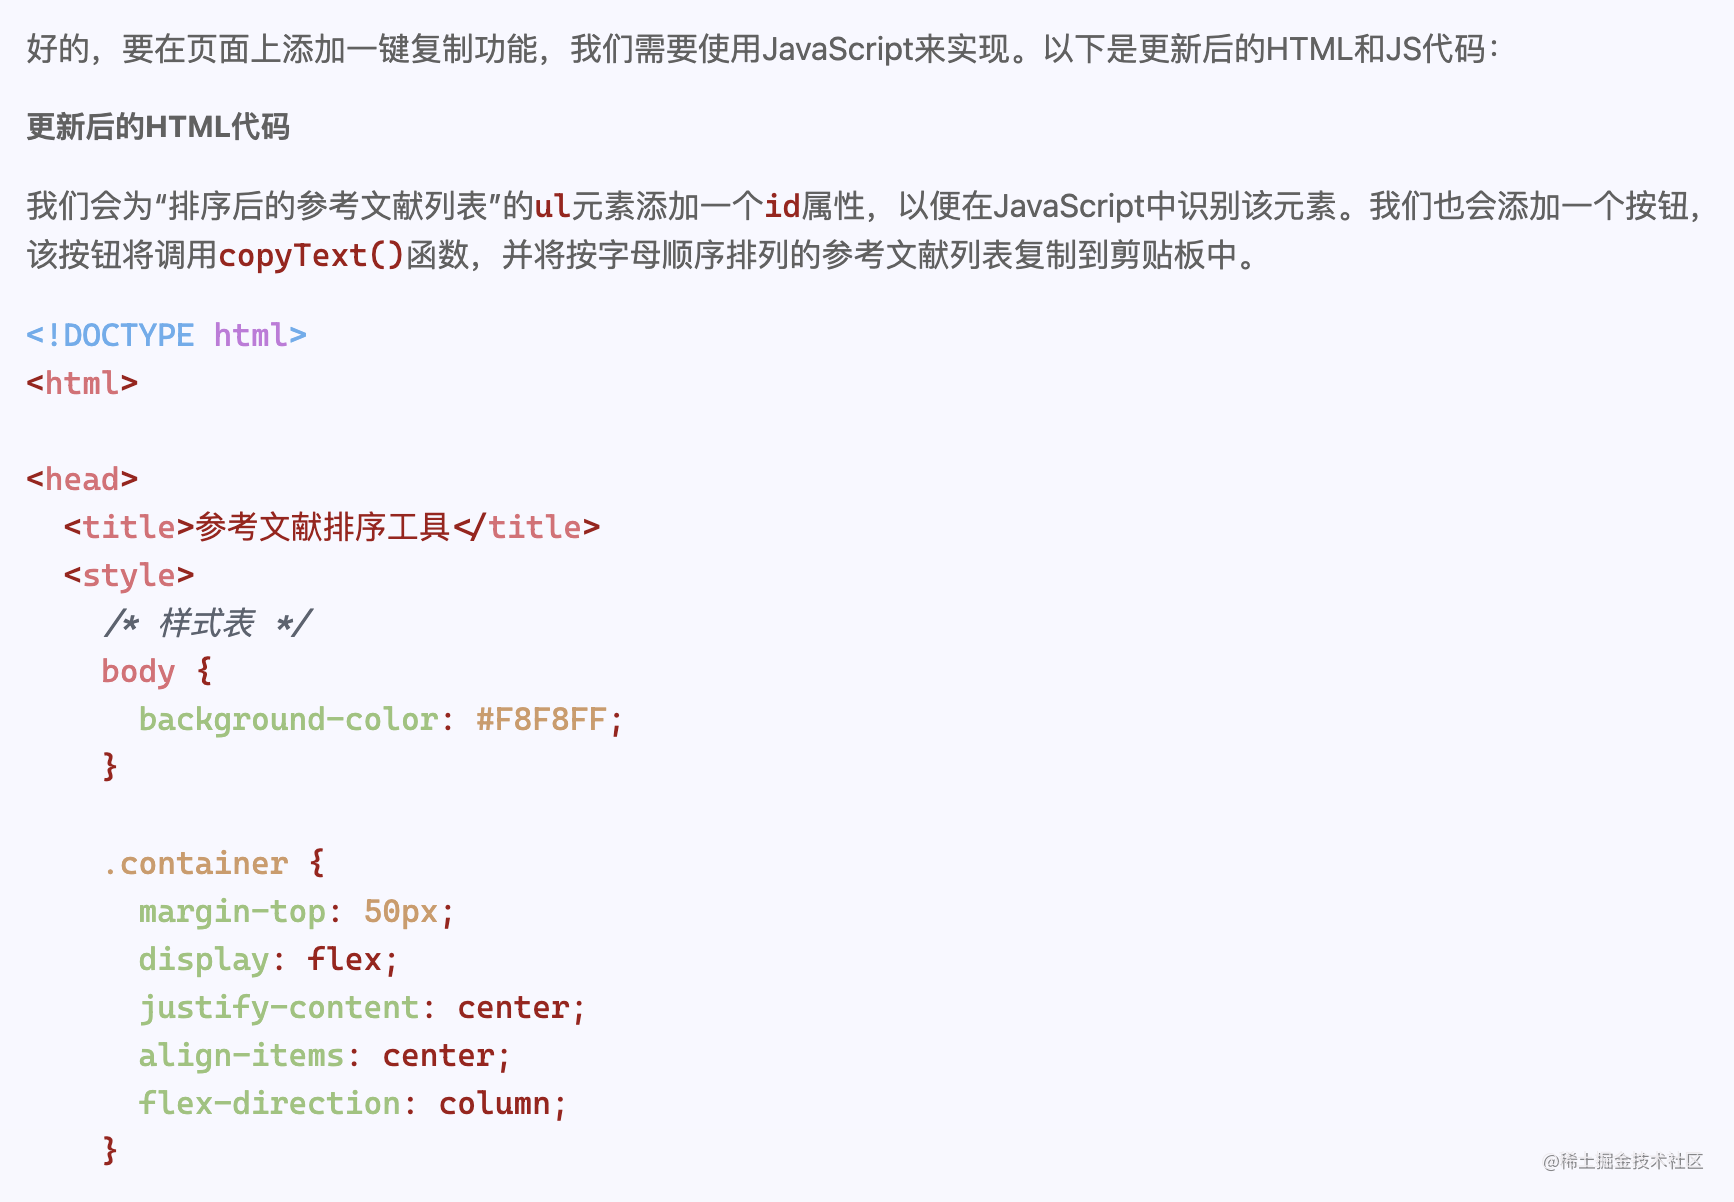 好的，要在页面上添加一键复制功能，我们需要使用JavaScript来实现。以下是更新后的HTML和JS代码：
更新后的HTML代码
我们会为“排序后的参考文献列表”的ul元素添加一个id属性，以便在JavaScript中识别该元素。我们也会添加一个按钮，
该按钮将调用copyText()函数，并将按字母顺序排列的参考文献列表复制到剪贴板中。
<!DOCTYPE html>
<html>
<head>
  <title>参考文献排序工具</title>
  <style>
    /* 样式表 */
    body {
      background-color: #F8F8FF;
    }
    .container {
      margin-top: 50px;
      display: flex;
      justify-content: center;
      align-items: center;
      flex-direction: column;
    }
@稀土掘金技术社区